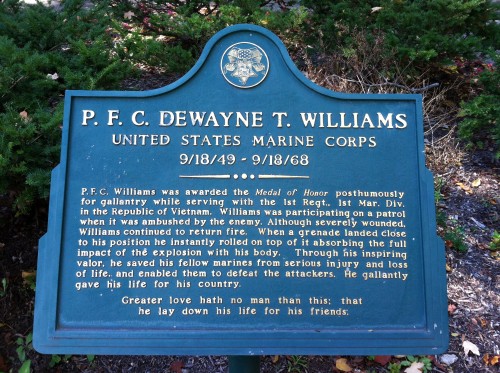 P. F. C. DEWAYNE T. WILLIAMS
UNITED STATES MARINE CORPS
9/18/49 - 9/18/68
P.F.C. Williams was awarded the Medal of Honor posthumously
for gallantry while serving with the 1st Regt., 1st Mar. Div.
in the Republic of Vietnam. Williams was participating on a patrol
when it was ambushed by the enemy. Although severely wounded,
Williams continued to return fire. When a grenade landed close
to his position he instantly rolled on top of it absorbing the full
impact of the explosion with his body. Through his inspiring
valor, he saved his fellow marines from serious injury and loss
of life, and enabled them to defeat the attackers. He gallantly
gave his life for his country.
Greater love hath no man than this; that
he lay down his life for his friends.